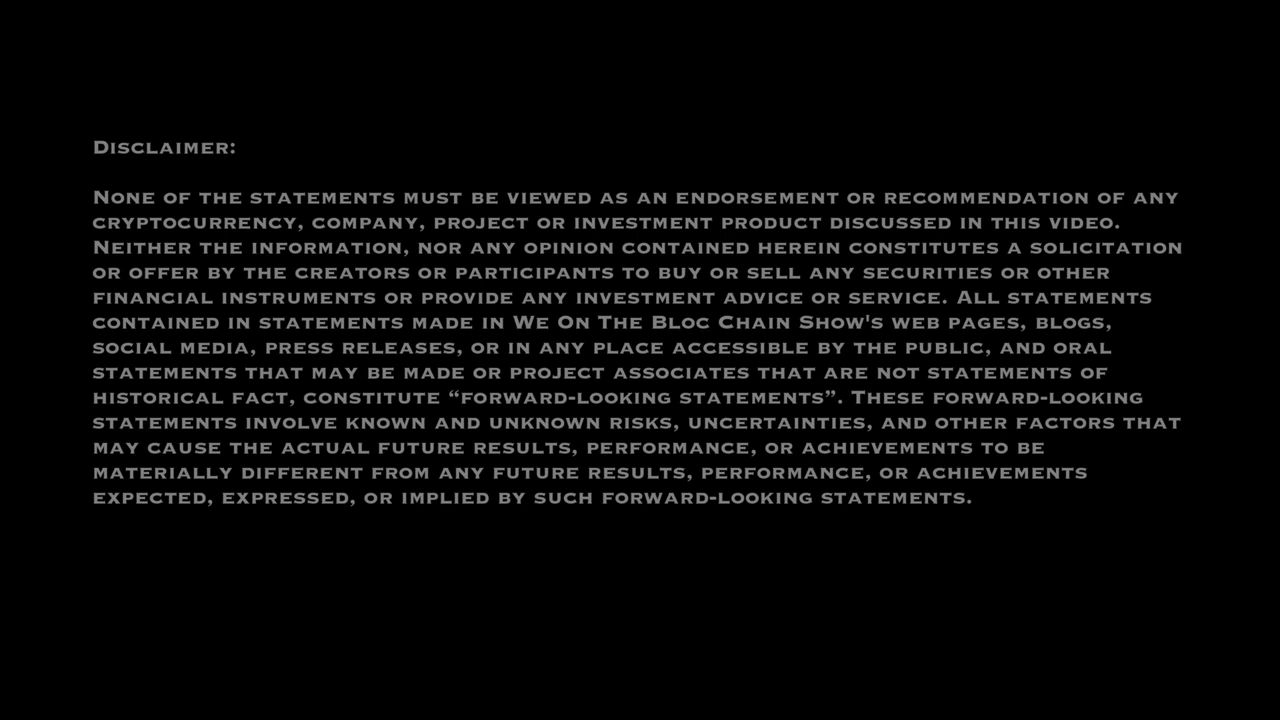 Disclaimer:
None of the statements must be viewed as an endorsement or recommendation of any
cryptocurrency, company, project or investment product discussed in this video.
Neither the information, nor any opinion contained herein constitutes a solicitation
or offer by the creators or participants to buy or sell any securities or other
financial instruments or provide any investment advice or service. All statements
contained in statements made in We On The Bloc Chain Show's web pages, blogs,
social media, press releases, or in any place accessible by the public, and oral
statements that may be made or project associates that are not statements of
historical fact, constitute “forward-looking statements”. These forward-looking
statements involve known and unknown risks, uncertainties, and other factors that
may cause the actual future results, performance, or achievements to be
materially different from any future results, performance, or achievements
expected, expressed, or implied by such forward-looking statements.